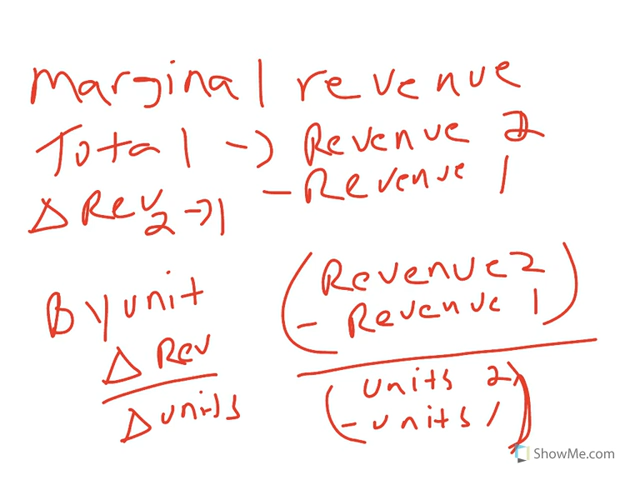 Marginal revenue
Total → Revenue 2
Δ Rev 2→1 - Revenue 1
By unit
Δ Rev
Δ units
(Revenue 2
- Revenue 1)
(units 2)
- units 1)
ShowMe.com